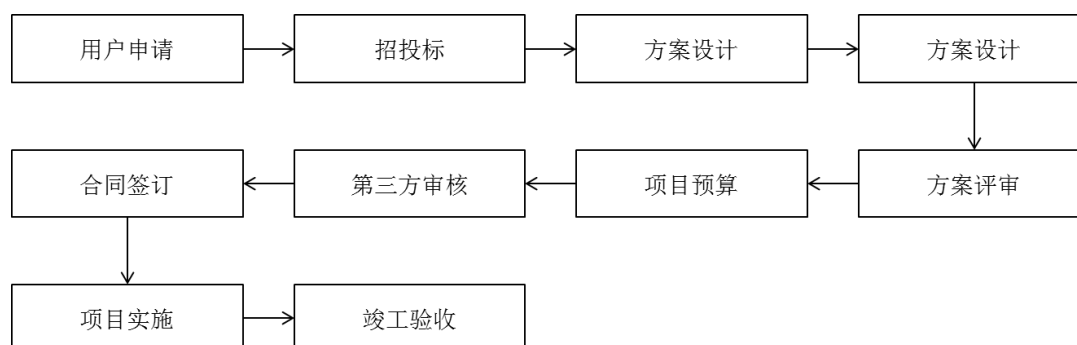 用户申请
招投标
方案设计
方案设计
方案评审
项目预算
第三方审核
合同签订
项目实施
竣工验收